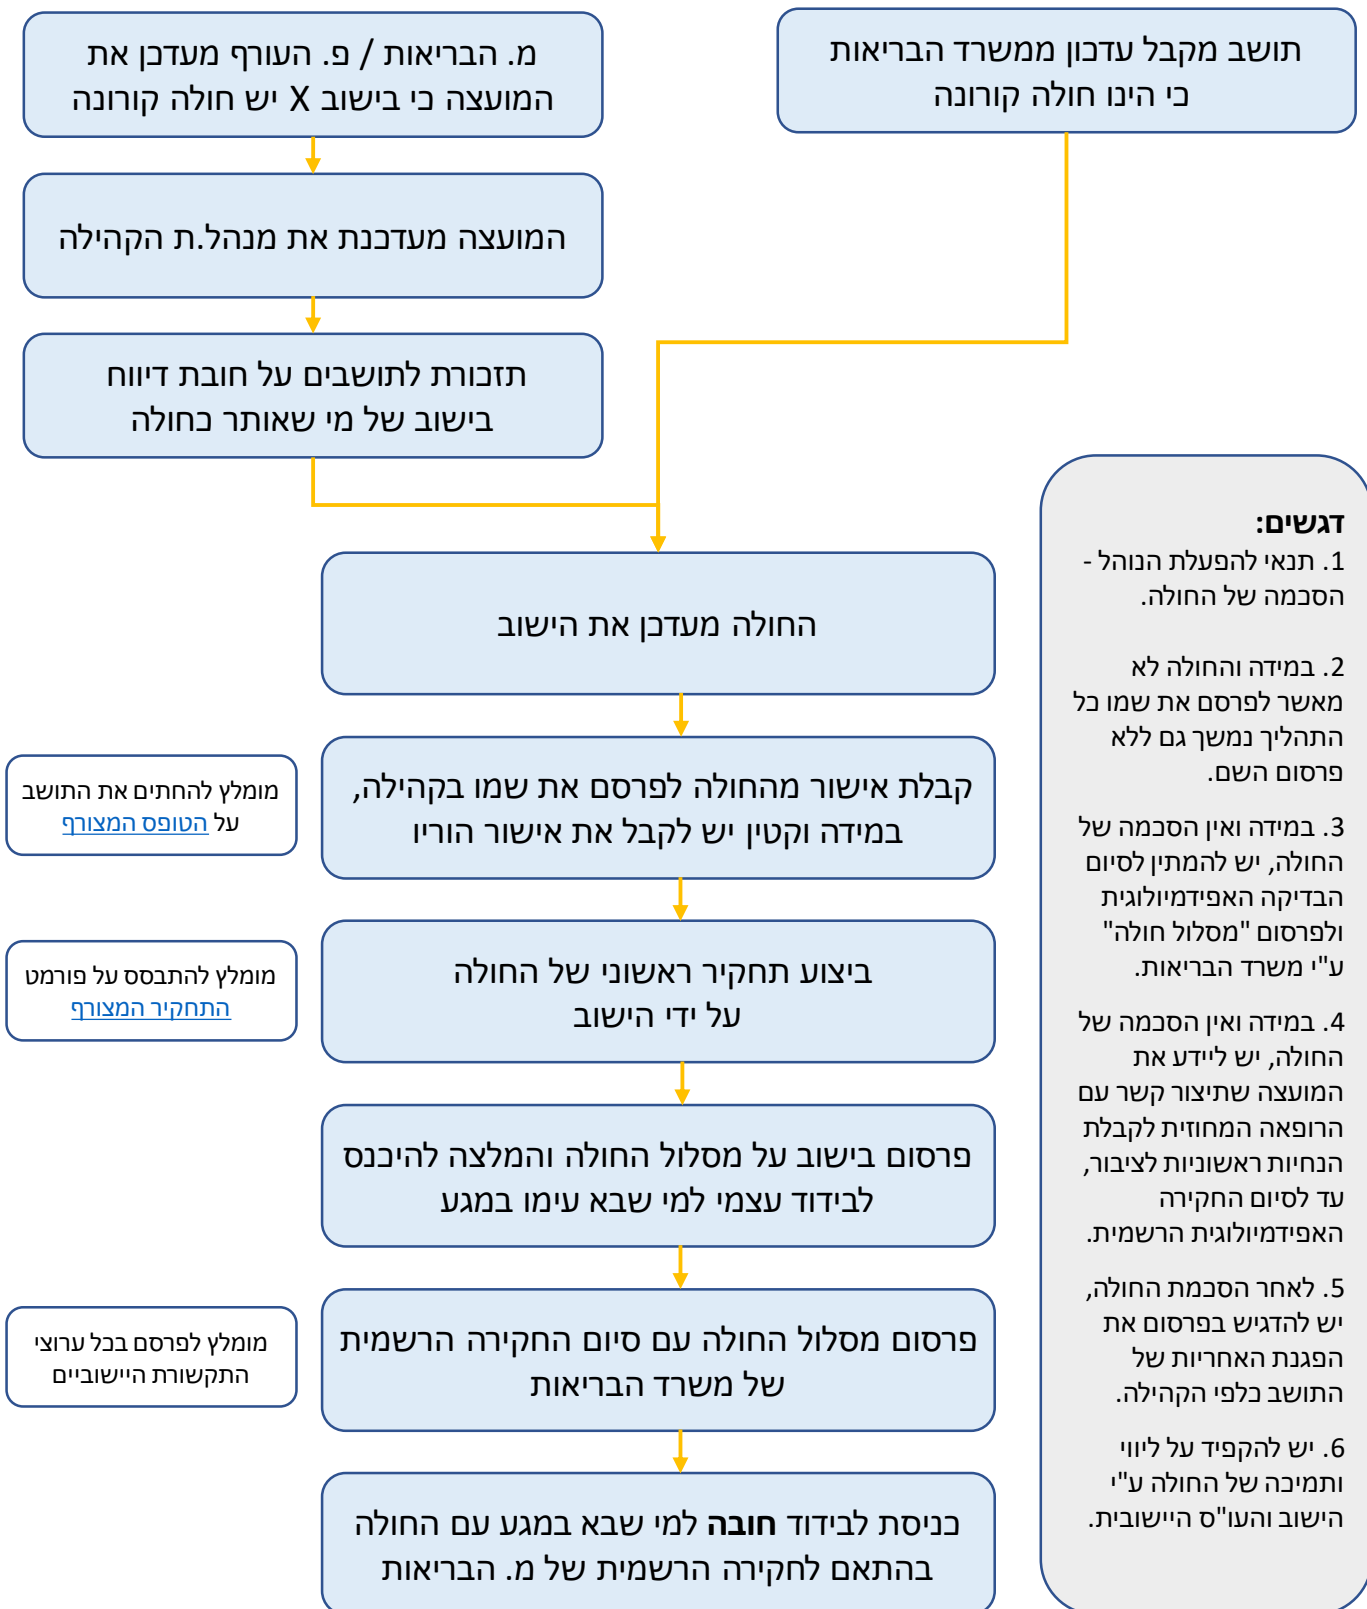 תושב מקבל עדכון ממשרד הבריאות
כי הינו חולה קורונה
מ. הבריאות / פ. העורף מעדכן את
המועצה כי בישוב X יש חולה קורונה
המועצה מעדכנת את מנהל.ת הקהילה
תזכורת לתושבים על חובת דיווח
בישוב של מי שאותר כחולה
החולה מעדכן את הישוב
קבלת אישור מהחולה לפרסם את שמו בקהילה,
במידה וקטין יש לקבל את אישור הוריו
מומלץ להחתים את התושב
על הטופס המצורף
ביצוע תחקיר ראשוני של החולה
על ידי הישוב
מומלץ להתבסס על פורמט
התחקיר המצורף
פרסום בישוב על מסלול החולה והמלצה להיכנס
לבידוד עצמי למי שבא עימו במגע
פרסום מסלול החולה עם סיום החקירה הרשמית
של משרד הבריאות
מומלץ לפרסם בכל ערוצי
התקשורת היישוביים
כניסת לבידוד חובה למי שבא במגע עם החולה
בהתאם לחקירה הרשמית של מ. הבריאות
דגשים:
1. תנאי להפעלת הנוהל -
הסכמה של החולה.
2. במידה והחולה לא
מאשר לפרסם את שמו כל
התהליך נמשך גם ללא
פרסום השם.
3. במידה ואין הסכמה של
החולה, יש להמתין לסיום
הבדיקה האפידמיולוגית
ולפרסום "מסלול חולה"
ע"י משרד הבריאות.
4. במידה ואין הסכמה של
החולה, יש ליידע את
המועצה שתיצור קשר עם
הרופאה המחוזית לקבלת
הנחיות ראשוניות לציבור,
עד לסיום החקירה
האפידמיולוגית הרשמית.
5. לאחר הסכמת החולה,
יש להדגיש בפרסום את
הפגנת האחריות של
התושב כלפי הקהילה.
6. יש להקפיד על ליווי
ותמיכה של החולה ע"י
הישוב והעו"ס היישובית.